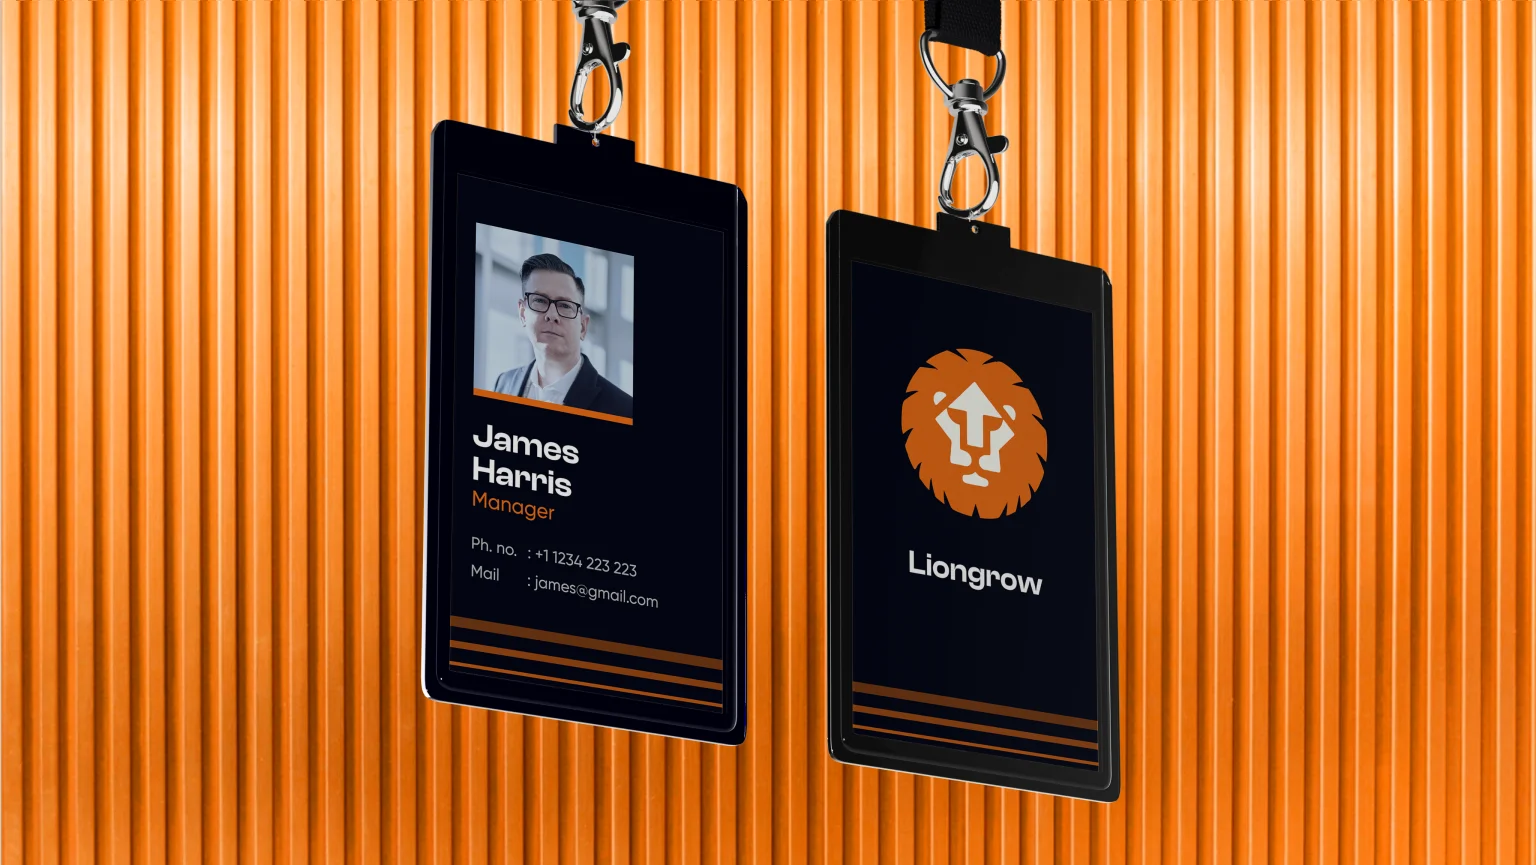 James
Harris
Manager
Ph. no. : +1 1234 223 223
Mail : james@gmail.com
Liongrow